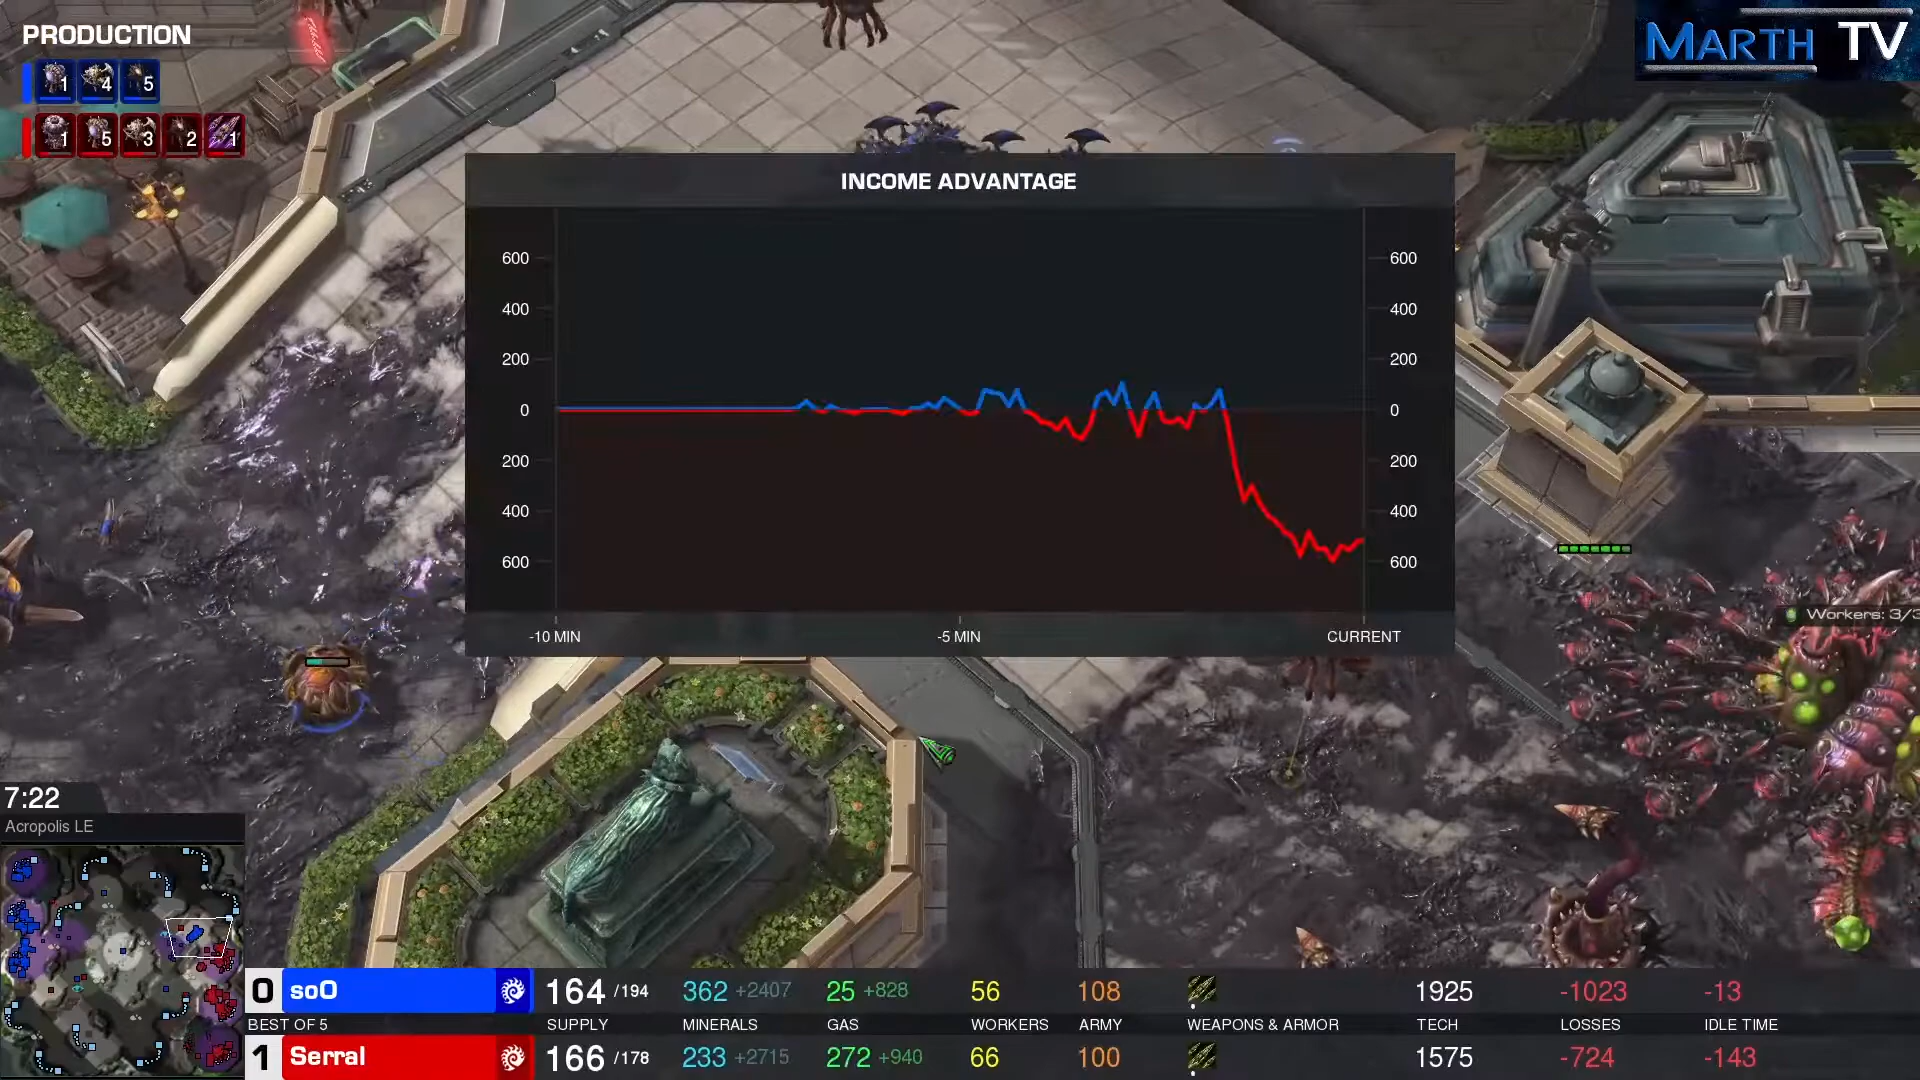 PRODUCTION
1 4 5
1 5 3 2 1
MARTH TV
INCOME ADVANTAGE
600 600
400 400
200 200
0 0
200 200
400 400
600 600
-10 MIN -5 MIN CURRENT
Workers: 3/3
7:22
Acropolis LE
0 soO 164 /194 362 +2407 25 +828 56 108 1925 -1023 -13
BEST OF 5 SUPPLY MINERALS GAS WORKERS ARMY WEAPONS & ARMOR TECH LOSSES IDLE TIME
1 Serral 166 /178 233 +2715 272 +940 66 100 1575 -724 -143